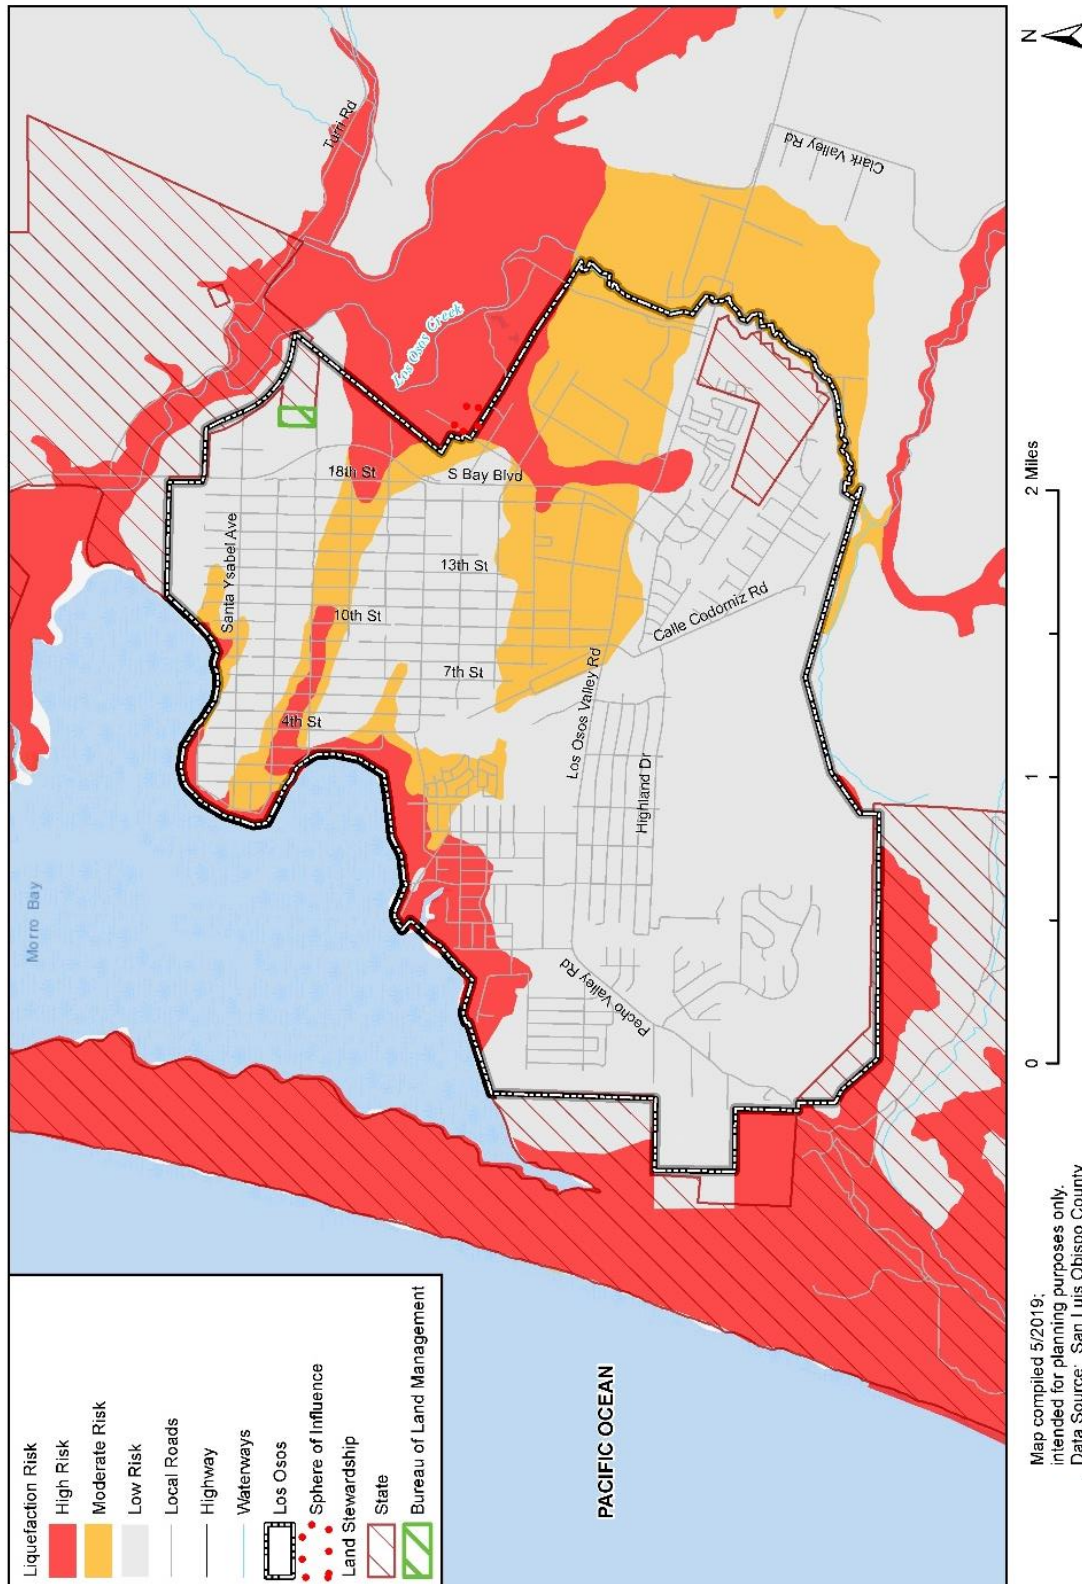 Liquefaction Risk
High Risk
Moderate Risk
Low Risk
Local Roads
Highway
Waterways
Los Osos
Sphere of Influence
Land Stewardship
State
Bureau of Land Management
PACIFIC OCEAN
Morro Bay
Santa Ysabel Ave
Turri Rd
Los Osos Creek
18th St
S Bay Blvd
13th St
10th St
7th St
4th St
Los Osos Valley Rd
Calle Codorniz Rd
Highland Dr
Pecho Valley Rd
Clark Valley Rd
Map compiled 5/2019;
intended for planning purposes only.
Data Source: San Luis Obispo County
0 1 2 Miles
N